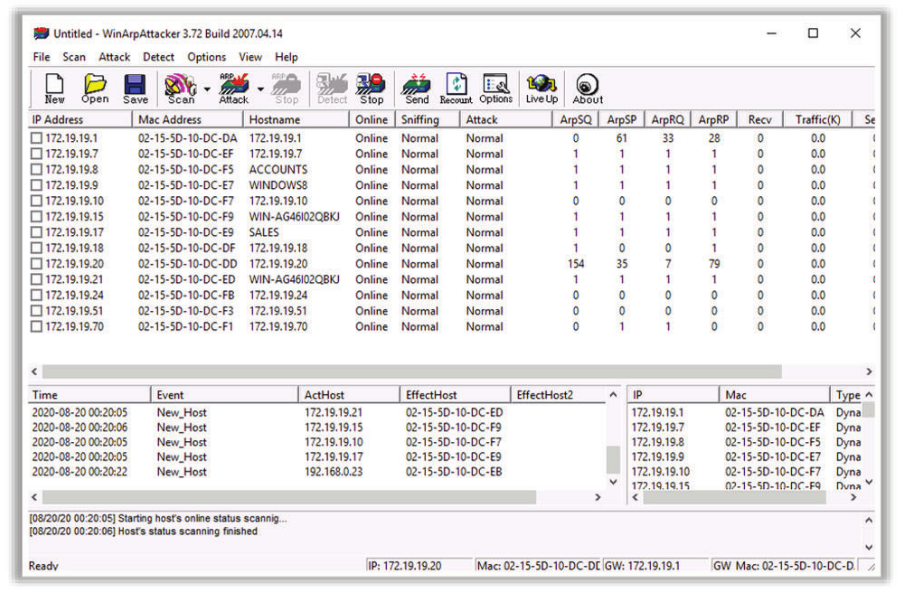 Untitled - WinArpAttacker 3.72 Build 2007.04.14
File Scan Attack Detect Options View Help
ARP ARP
New Open Save Scan Attack Stop Detect Stop Send Recount Options Live Up About
IP Address Mac Address Hostname Online Sniffing Attack ArpSQ ArpSP ArpRQ ArpRP Recv Traffic(K) Se
172.19.19.1 02-15-5D-10-DC-DA 172.19.19.1 Online Normal Normal 0 61 33 28 0 0.0
172.19.19.7 02-15-5D-10-DC-EF 172.19.19.7 Online Normal Normal 1 1 1 1 0 0.0
172.19.19.8 02-15-5D-10-DC-F5 ACCOUNTS Online Normal Normal 1 1 1 1 0 0.0
172.19.19.9 02-15-5D-10-DC-E7 WINDOWS8 Online Normal Normal 1 1 1 1 0 0.0
172.19.19.10 02-15-5D-10-DC-F7 172.19.19.10 Online Normal Normal 0 0 0 0 0 0.0
172.19.19.15 02-15-5D-10-DC-F9 WIN-AG46I02QBKJ Online Normal Normal 1 1 1 1 0 0.0
172.19.19.17 02-15-5D-10-DC-E9 SALES Online Normal Normal 1 1 1 1 0 0.0
172.19.19.18 02-15-5D-10-DC-DF 172.19.19.18 Online Normal Normal 1 0 0 1 0 0.0
172.19.19.20 02-15-5D-10-DC-DD 172.19.19.20 Online Normal Normal 154 35 7 79 0 0.0
172.19.19.21 02-15-5D-10-DC-ED WIN-AG46I02QBKJ Online Normal Normal 1 1 1 1 0 0.0
172.19.19.24 02-15-5D-10-DC-FB 172.19.19.24 Online Normal Normal 0 0 0 0 0 0.0
172.19.19.51 02-15-5D-10-DC-F3 172.19.19.51 Online Normal Normal 0 0 0 0 0 0.0
172.19.19.70 02-15-5D-10-DC-F1 172.19.19.70 Online Normal Normal 0 1 1 0 0 0.0
Time Event ActHost EffectHost EffectHost2
2020-08-20 00:20:05 New_Host 172.19.19.21 02-15-5D-10-DC-ED
2020-08-20 00:20:06 New_Host 172.19.19.15 02-15-5D-10-DC-F9
2020-08-20 00:20:05 New_Host 172.19.19.10 02-15-5D-10-DC-F7
2020-08-20 00:20:05 New_Host 172.19.19.17 02-15-5D-10-DC-E9
2020-08-20 00:20:22 New_Host 192.168.0.23 02-15-5D-10-DC-EB
IP Mac Type
172.19.19.1 02-15-5D-10-DC-DA Dyna
172.19.19.7 02-15-5D-10-DC-EF Dyna
172.19.19.8 02-15-5D-10-DC-F5 Dyna
172.19.19.9 02-15-5D-10-DC-E7 Dyna
172.19.19.10 02-15-5D-10-DC-F7 Dyna
172.19.19.15 02-15-5D-10-DC-F9 Dyna
[08/20/20 00:20:05] Starting host's online status scannig...
[08/20/20 00:20:06] Host's status scanning finished
Ready IP: 172.19.19.20 Mac: 02-15-5D-10-DC-DD GW: 172.19.19.1 GW Mac: 02-15-5D-10-DC-D